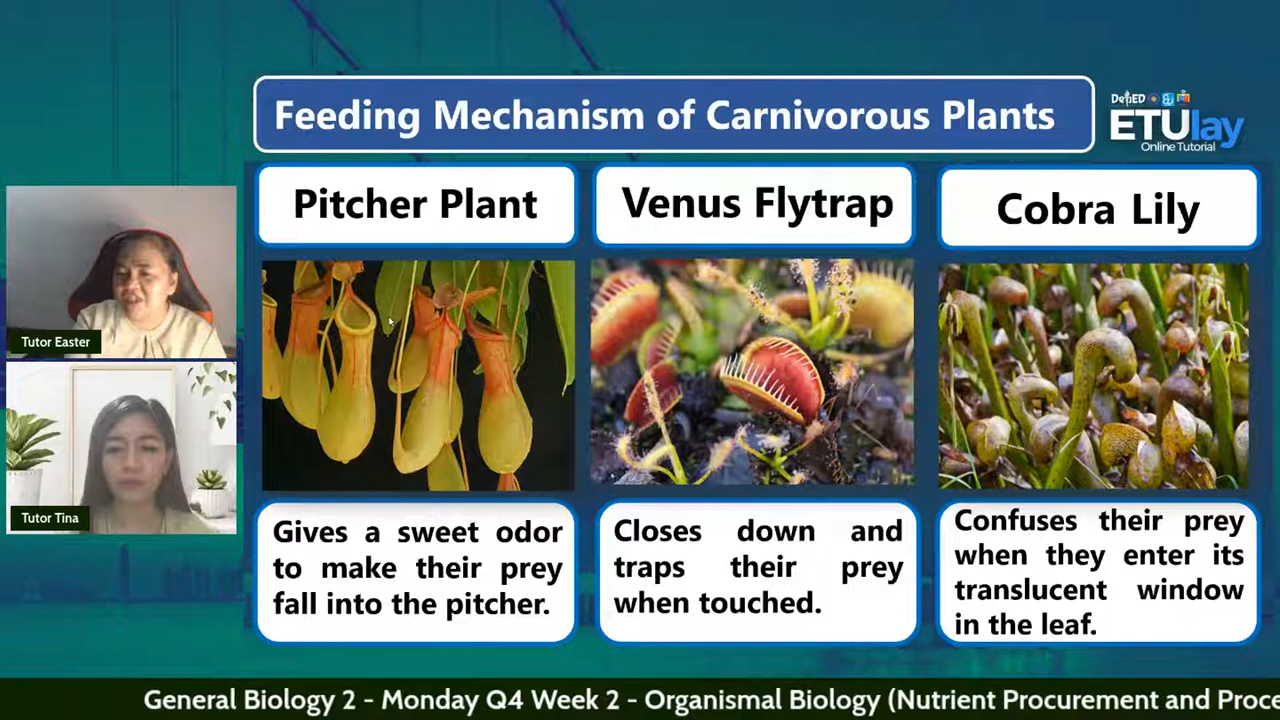 Feeding Mechanism of Carnivorous Plants
DepED
ETUlay
Online Tutorial
Pitcher Plant
Venus Flytrap
Cobra Lily
Tutor Easter
Tutor Tina
Gives a sweet odor
to make their prey
fall into the pitcher.
Closes down and
traps their prey
when touched.
Confuses their prey
when they enter its
translucent window
in the leaf.
General Biology 2 - Monday Q4 Week 2 - Organismal Biology (Nutrient Procurement and Proce